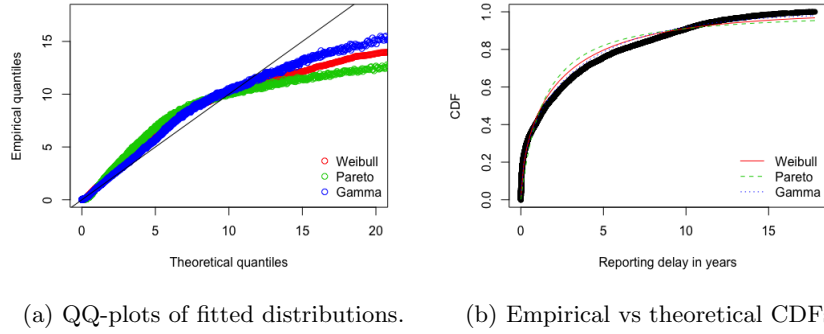 Empirical quantiles
15
10
5
0
Weibull
Pareto
Gamma
0 5 10 15 20
Theoretical quantiles
(a) QQ-plots of fitted distributions.
CDF
1.0
0.8
0.6
0.4
0.2
0.0
Weibull
Pareto
Gamma
0 5 10 15
Reporting delay in years
(b) Empirical vs theoretical CDF